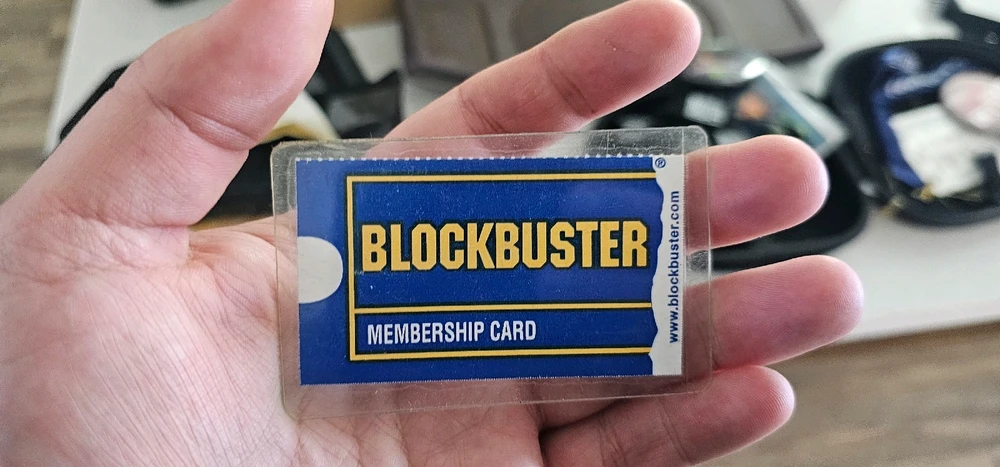 BLOCKBUSTER
MEMBERSHIP CARD
www.blockbuster.com
®